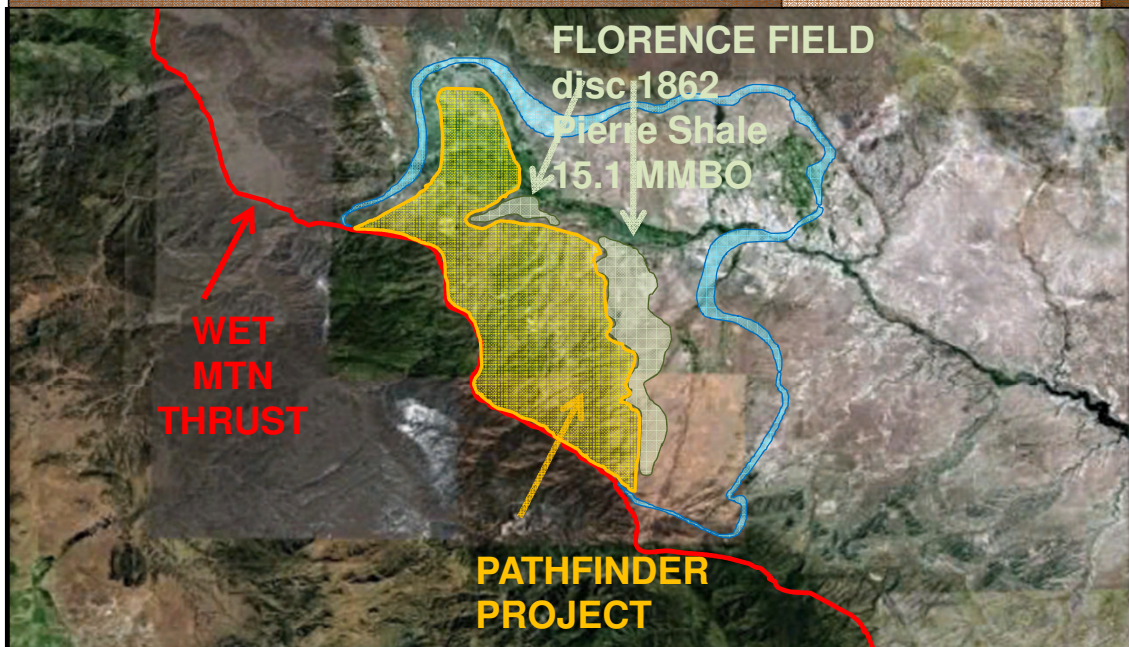 FLORENCE FIELD
disc 1862
Pierre Shale
15.1 MMBO
WET
MTN
THRUST
PATHFINDER
PROJECT